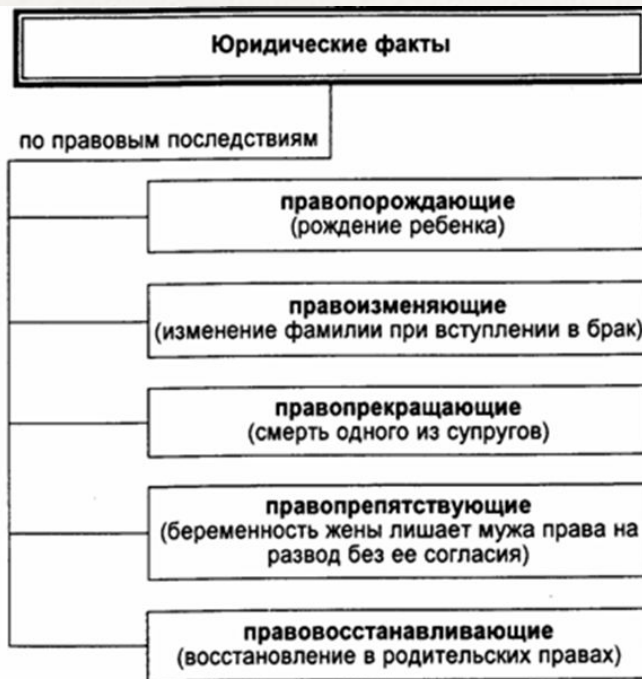 Юридические факты
по правовым последствиям
правопорождающие
(рождение ребенка)
правоизменяющие
(изменение фамилии при вступлении в брак)
правопрекращающие
(смерть одного из супругов)
правопрепятствующие
(беременность жены лишает мужа права на
развод без ее согласия)
правовосстанавливающие
(восстановление в родительских правах)